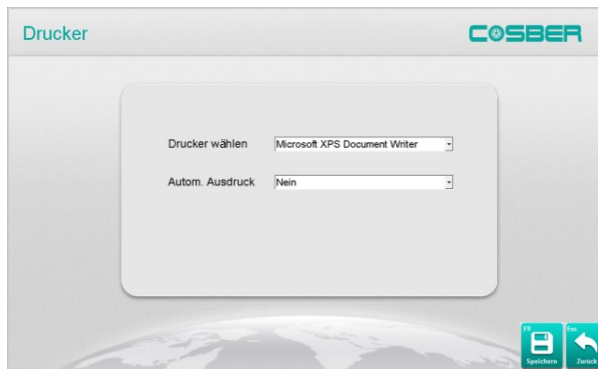 Drucker
COSBER
Drucker wählen Microsoft XPS Document Writer
Autom. Ausdruck Nein
F9 Esc
Speichern Zurück